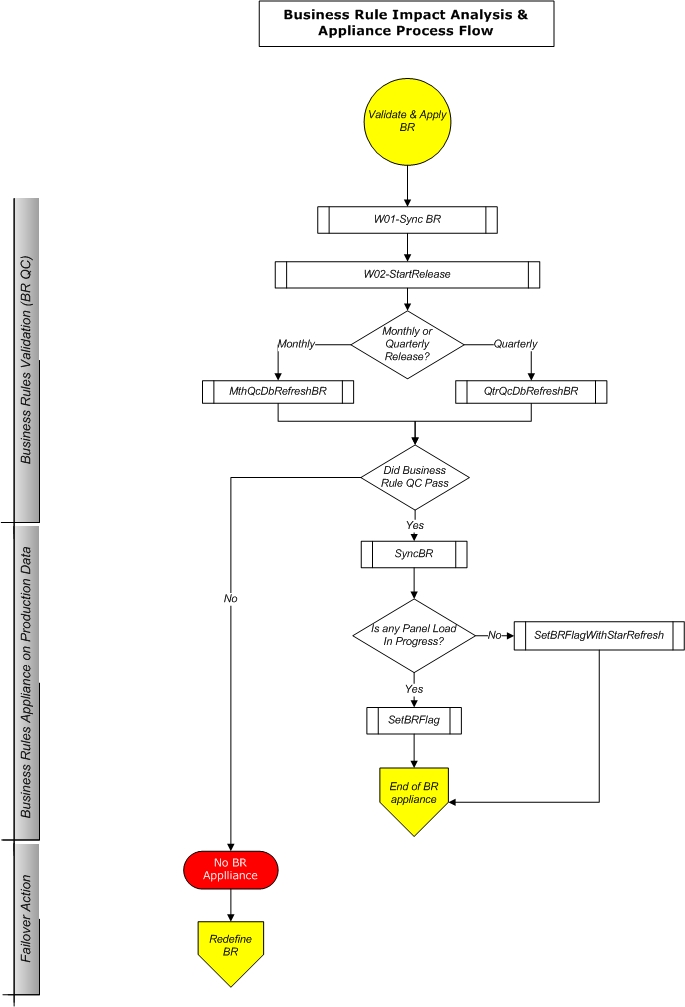 Business Rule Impact Analysis &
Appliance Process Flow
Validate & Apply
BR
W01-Sync BR
W02-StartRelease
Monthly or
Quarterly
Release?
Monthly
Quarterly
MthQcDbRefreshBR
QtrQcDbRefreshBR
Did Business
Rule QC Pass
Yes
No
SyncBR
Is any Panel Load
In Progress?
No
SetBRFlagWithStarRefresh
Yes
SetBRFlag
End of BR
appliance
No BR
Applliance
Redefine
BR
Business Rules Validation (BR QC)
Business Rules Appliance on Production Data
Failover Action